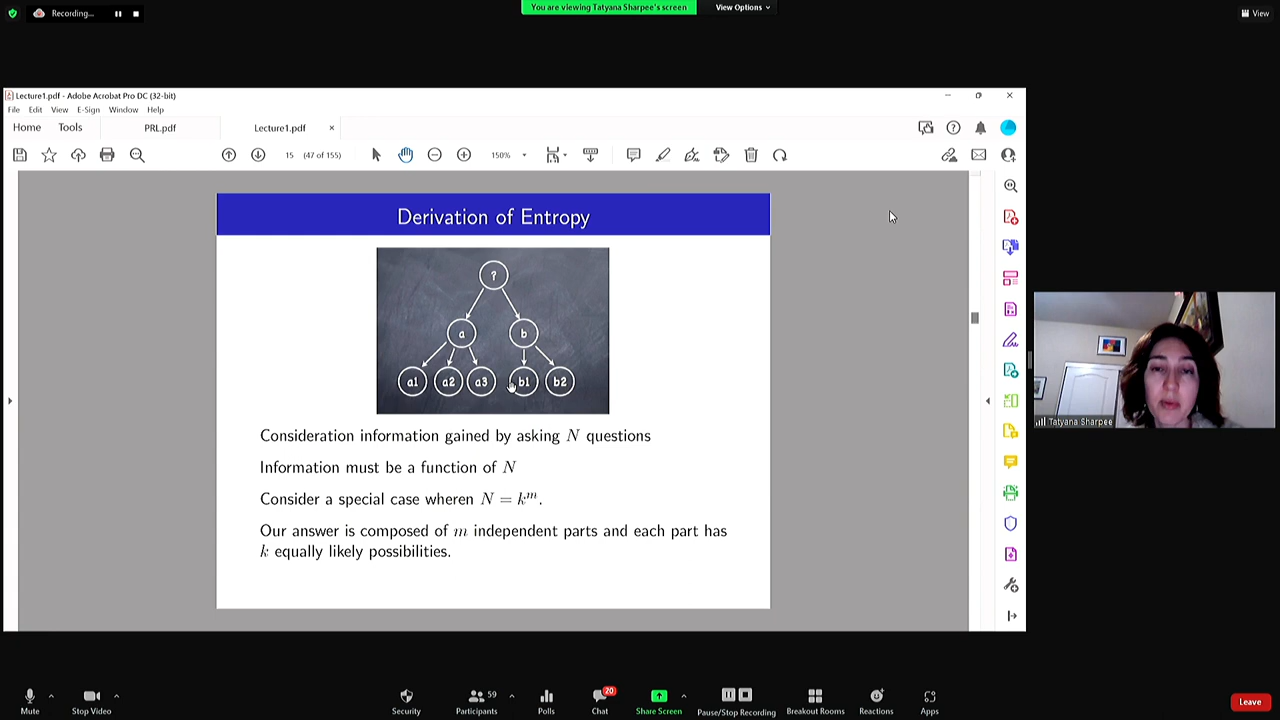 Recording...
You are viewing Tatyana Sharpee's screen
View Options
View
Lecture1.pdf - Adobe Acrobat Pro DC (32-bit)
File Edit View E-Sign Window Help
Home Tools PRL.pdf Lecture1.pdf ×
15 (47 of 155) 150%
Derivation of Entropy
?
a b
a1 a2 a3 b1 b2
Consideration information gained by asking N questions
Information must be a function of N
Consider a special case wheren N = k^m.
Our answer is composed of m independent parts and each part has
k equally likely possibilities.
Tatyana Sharpee
59
20
Mute Stop Video Security Participants Polls Chat Share Screen Pause/Stop Recording Breakout Rooms Reactions Apps Leave